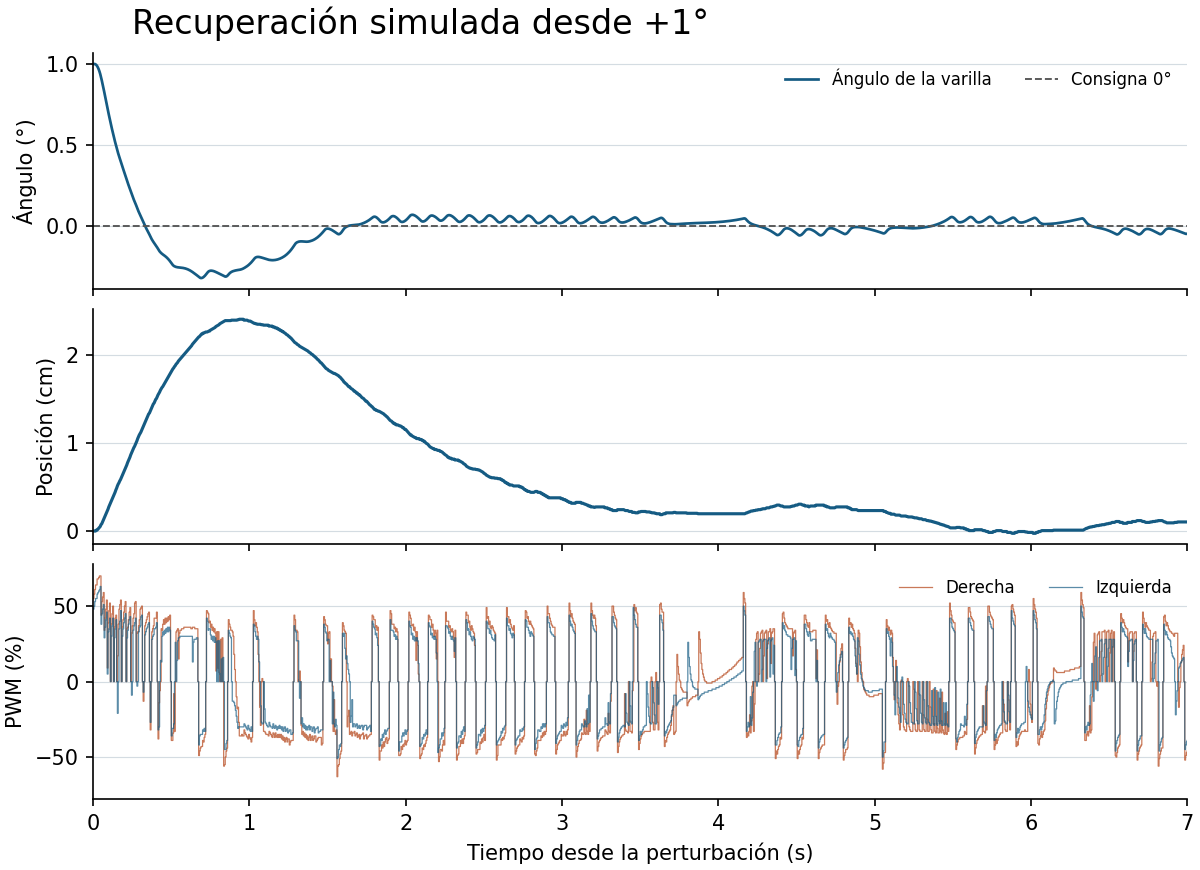 Recuperación simulada desde +1°
1.0
0.5
0.0
Ángulo (°)
Ángulo de la varilla
Consigna 0°
2
1
0
Posición (cm)
50
0
−50
PWM (%)
Derecha
Izquierda
0 1 2 3 4 5 6 7
Tiempo desde la perturbación (s)